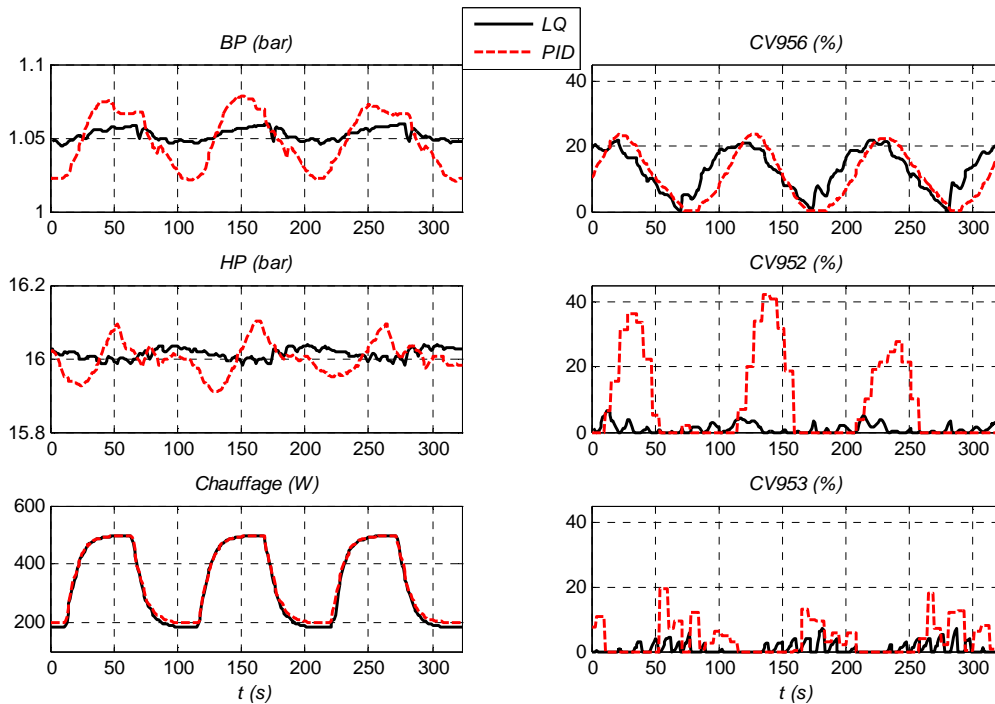 LQ
PID
BP (bar)
1.1
1.05
1
0 50 100 150 200 250 300
HP (bar)
16.2
16
15.8
0 50 100 150 200 250 300
Chauffage (W)
600
400
200
0 50 100 150 200 250 300
t (s)
CV956 (%)
40
20
0
0 50 100 150 200 250 300
CV952 (%)
40
20
0
0 50 100 150 200 250 300
CV953 (%)
40
20
0
0 50 100 150 200 250 300
t (s)